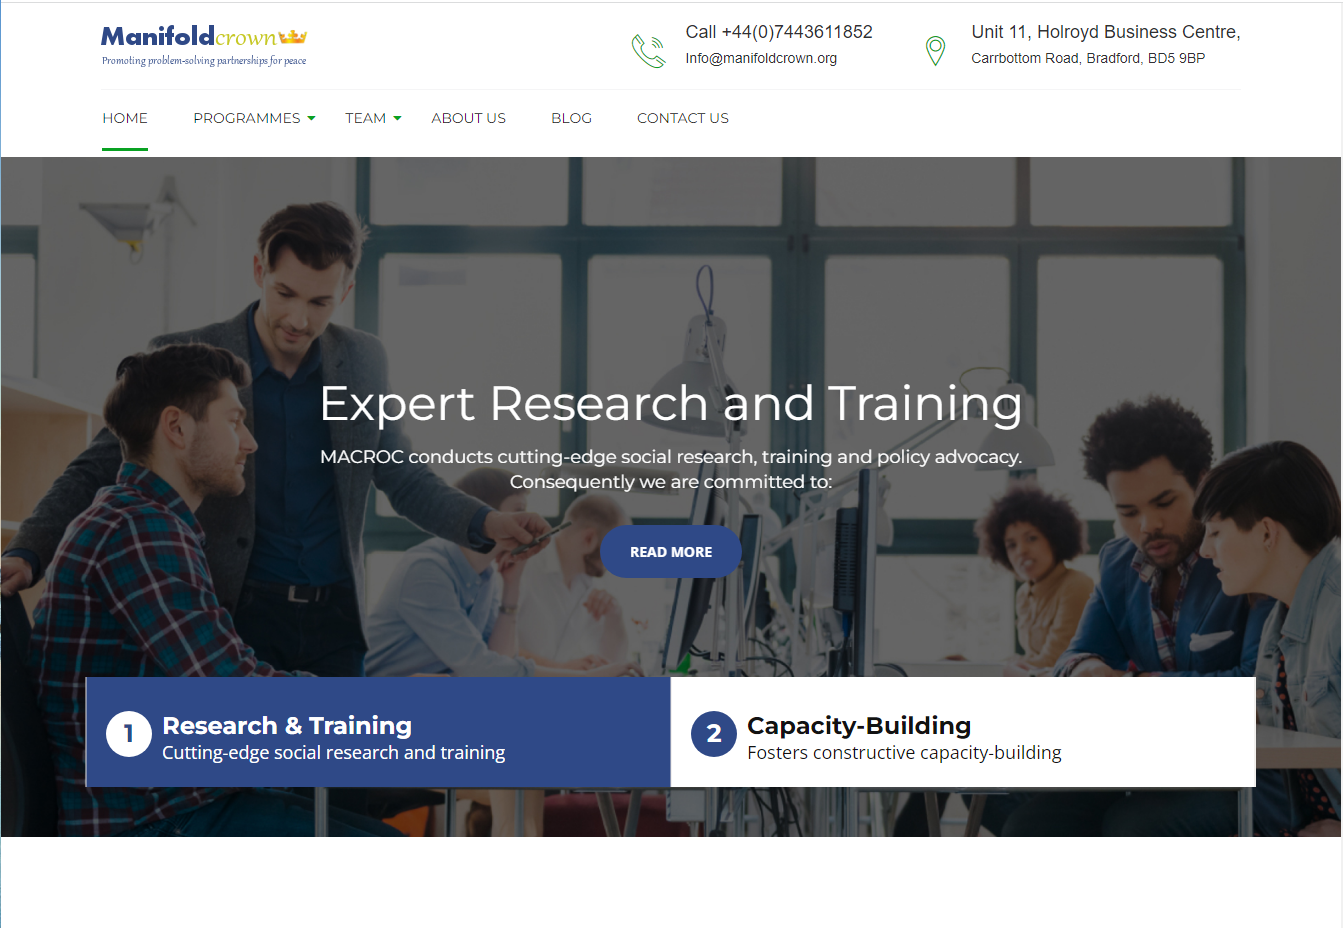 Manifoldcrown
Promoting problem-solving partnerships for peace
Call +44(0)7443611852
Info@manifoldcrown.org
Unit 11, Holroyd Business Centre,
Carrbottom Road, Bradford, BD5 9BP
HOME PROGRAMMES TEAM ABOUT US BLOG CONTACT US
Expert Research and Training
MACROC conducts cutting-edge social research, training and policy advocacy.
Consequently we are committed to:
READ MORE
1 Research & Training
Cutting-edge social research and training
2 Capacity-Building
Fosters constructive capacity-building